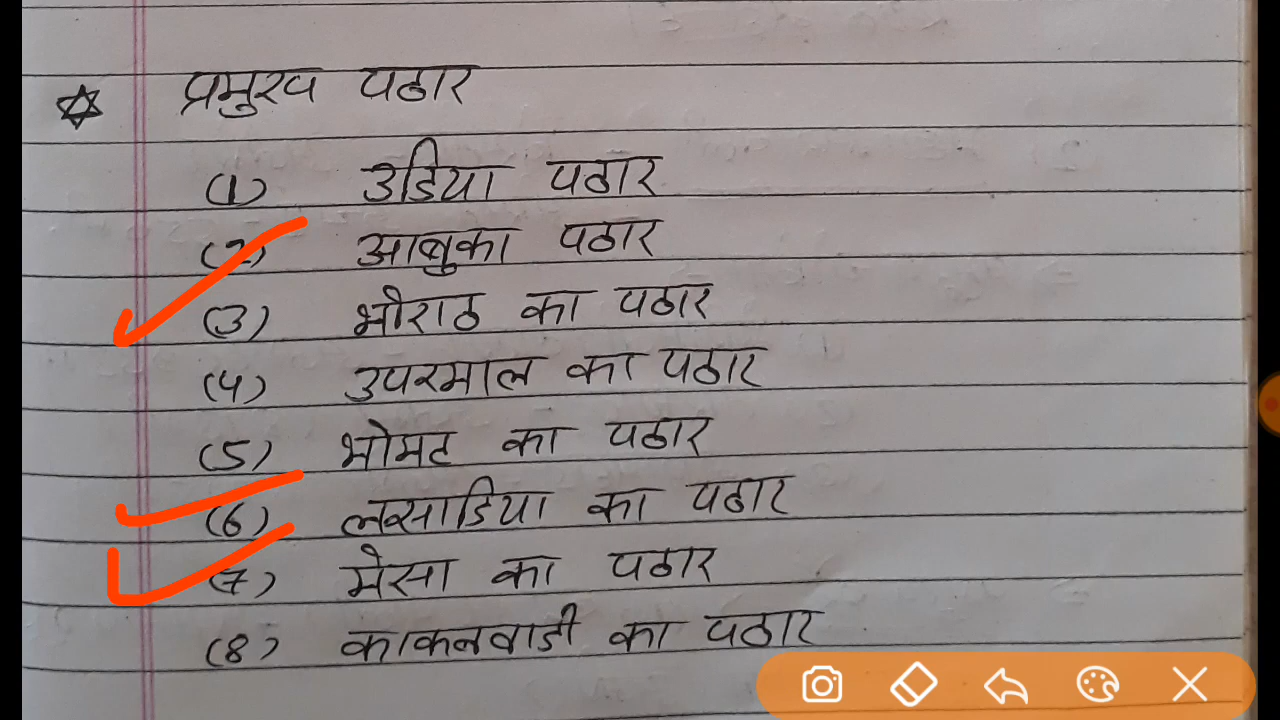 प्रमुख पठार
(1) उडिया पठार
(2) आबुका पठार
(3) भोराठ का पठार
(4) उपरमाल का पठार
(5) भोमट का पठार
(6) लसाडिया का पठार
(7) मेसा का पठार
(8) काकनवाडी का पठार